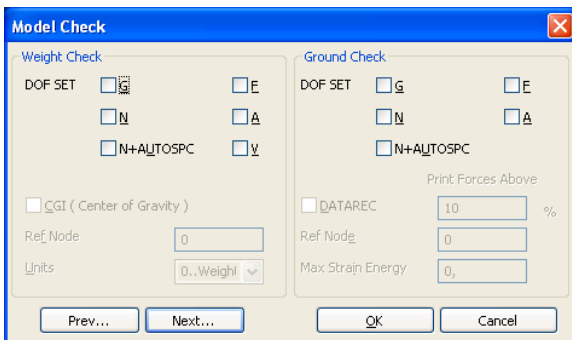 Model Check
Weight Check
DOF SET G F
N A
N+AUTOSPC V
CGI ( Center of Gravity )
Ref Node 0
Units 0..Weighl
Ground Check
DOF SET G F
N A
N+AUTOSPC
Print Forces Above
DATAREC 10 %
Ref Node 0
Max Strain Energy 0,
Prev... Next... OK Cancel